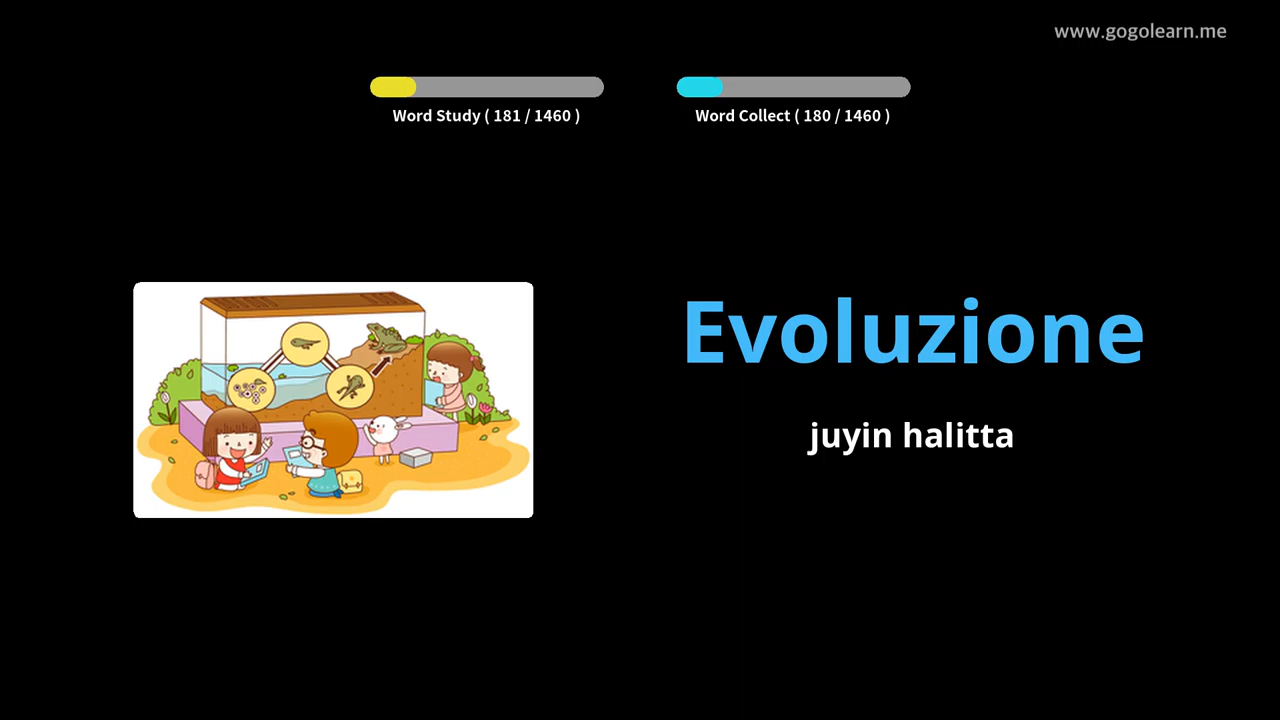 www.gogolearn.me
Word Study ( 181 / 1460 )
Word Collect ( 180 / 1460 )
Evoluzione
juyin halitta